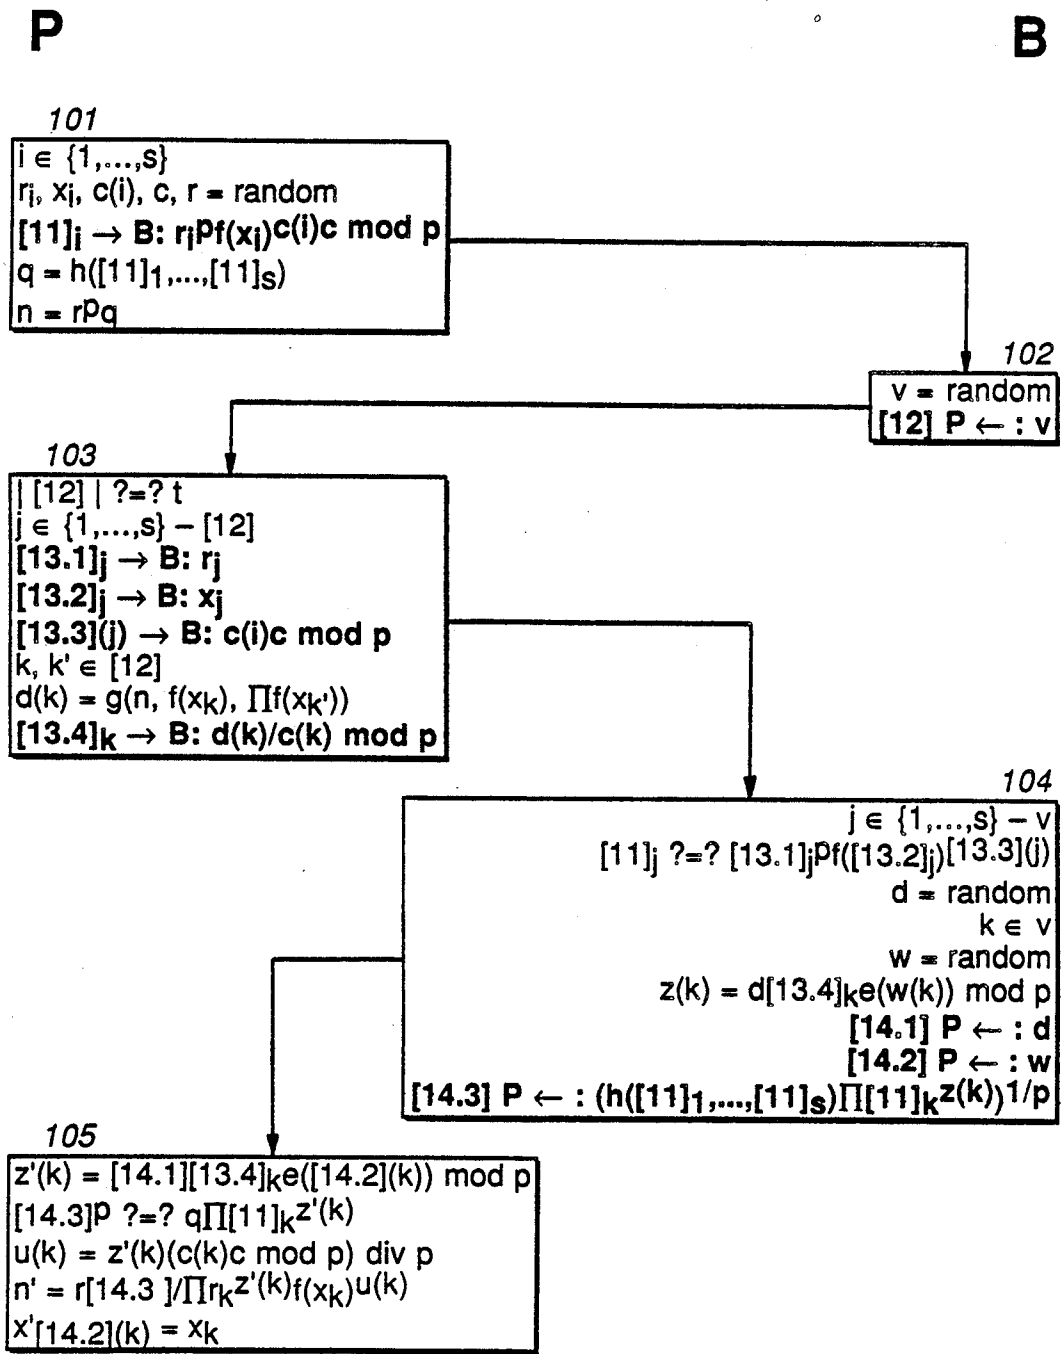 P
B
101
i ∈ {1,...,s}
rᵢ, xᵢ, c(i), c, r = random
[11]ᵢ → B: rᵢᵖf(xᵢ)ᶜ⁽ⁱ⁾ᶜ ᵐᵒᵈ ᵖ
q = h([11]₁,...,[11]ₛ)
n = rᵖq
102
v = random
[12] P ← : v
103
| [12] | ?=? t
j ∈ {1,...,s} – [12]
[13.1]ⱼ → B: rⱼ
[13.2]ⱼ → B: xⱼ
[13.3](j) → B: c(i)c mod p
k, k' ∈ [12]
d(k) = g(n, f(xₖ), ∏f(xₖ'))
[13.4]ₖ → B: d(k)/c(k) mod p
104
j ∈ {1,...,s} – v
[11]ⱼ ?=? [13.1]ⱼᵖf([13.2]ⱼ)^[13.3](j)
d = random
k ∈ v
w = random
z(k) = d[13.4]ₖe(w(k)) mod p
[14.1] P ← : d
[14.2] P ← : w
[14.3] P ← : (h([11]₁,...,[11]ₛ)∏[11]ₖᶻ⁽ᵏ⁾)¹/ᵖ
105
z'(k) = [14.1][13.4]ₖe([14.2](k)) mod p
[14.3]ᵖ ?=? q∏[11]ₖᶻ'⁽ᵏ⁾
u(k) = z'(k)(c(k)c mod p) div p
n' = r[14.3 ]/∏rₖᶻ'⁽ᵏ⁾f(xₖ)ᵘ⁽ᵏ⁾
x'[14.2](k) = xₖ